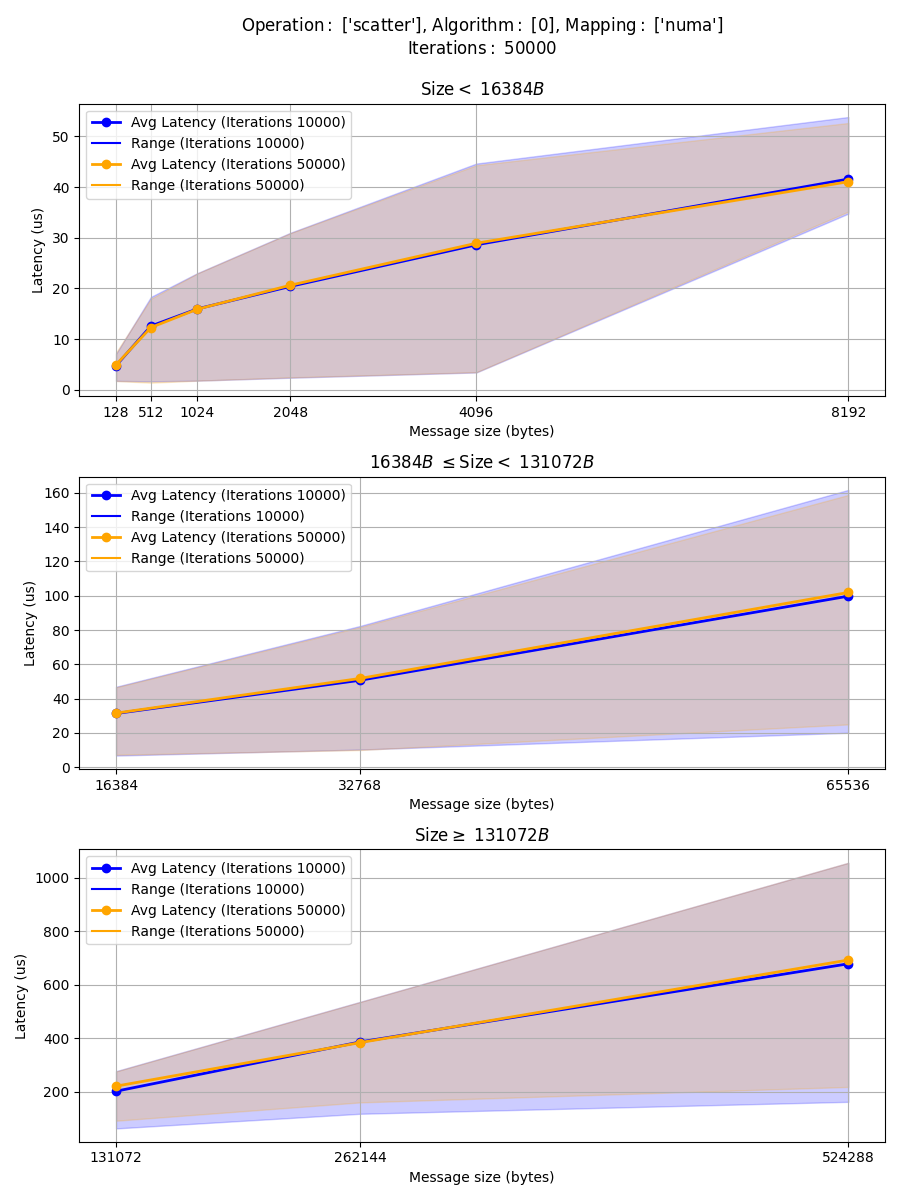 Operation: ['scatter'], Algorithm: [0], Mapping: ['numa']
Iterations: 50000
Size < 16384B
Avg Latency (Iterations 10000)
Range (Iterations 10000)
Avg Latency (Iterations 50000)
Range (Iterations 50000)
50
40
30
20
10
0
Latency (us)
128 512 1024 2048 4096 8192
Message size (bytes)
16384B ≤ Size < 131072B
Avg Latency (Iterations 10000)
Range (Iterations 10000)
Avg Latency (Iterations 50000)
Range (Iterations 50000)
160
140
120
100
80
60
40
20
0
Latency (us)
16384 32768 65536
Message size (bytes)
Size ≥ 131072B
Avg Latency (Iterations 10000)
Range (Iterations 10000)
Avg Latency (Iterations 50000)
Range (Iterations 50000)
1000
800
600
400
200
Latency (us)
131072 262144 524288
Message size (bytes)